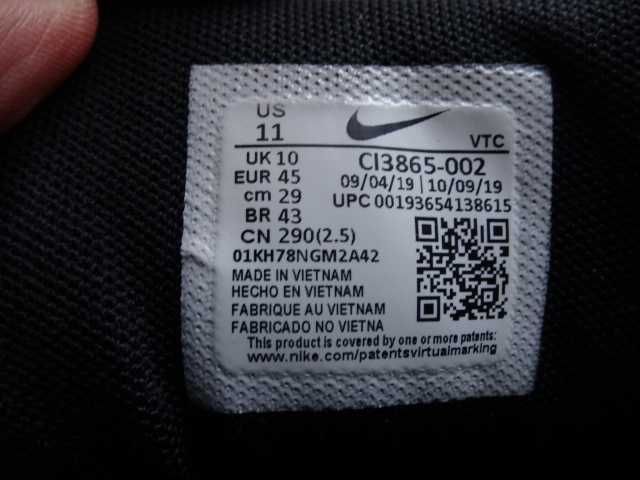 US
11
VTC
UK 10
EUR 45
cm 29
BR 43
CN 290(2.5)
CI3865-002
09/04/19 | 10/09/19
UPC 00193654138615
01KH78NGM2A42
MADE IN VIETNAM
HECHO EN VIETNAM
FABRIQUE AU VIETNAM
FABRICADO NO VIETNA
This product is covered by one or more patents:
www.nike.com/patentsvirtualmarking